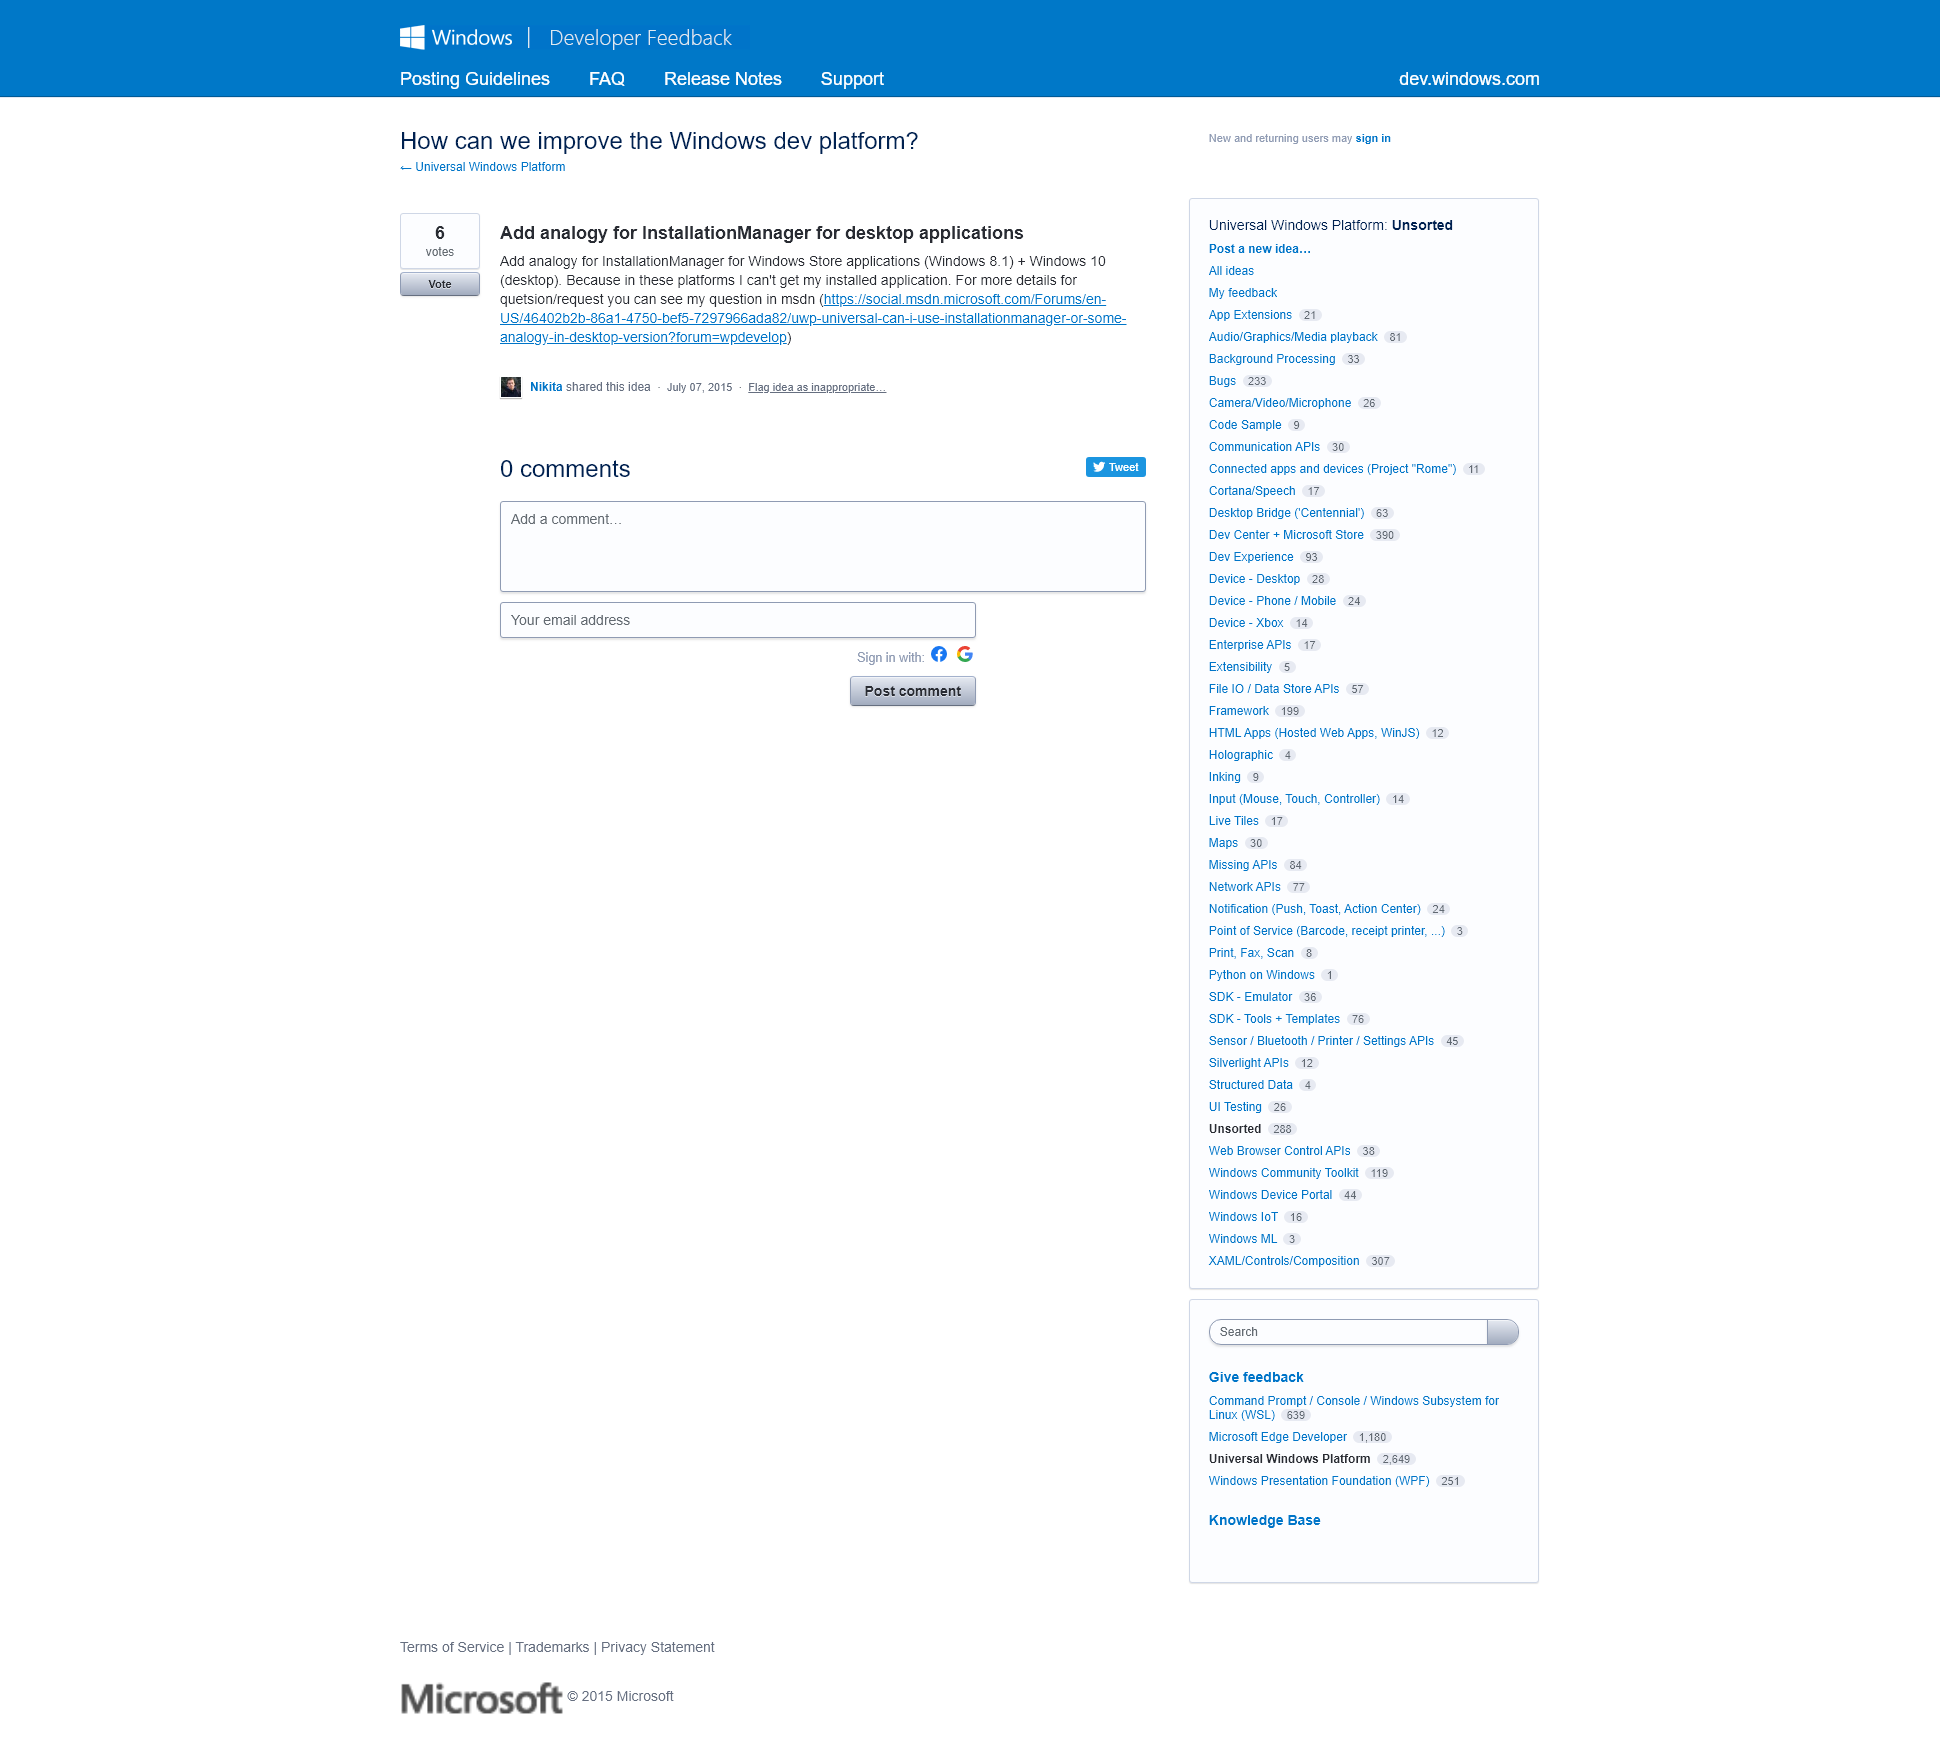 Windows | Developer Feedback
Posting Guidelines FAQ Release Notes Support dev.windows.com
How can we improve the Windows dev platform?
← Universal Windows Platform
New and returning users may sign in
6
votes
Vote
Add analogy for InstallationManager for desktop applications
Add analogy for InstallationManager for Windows Store applications (Windows 8.1) + Windows 10
(desktop). Because in these platforms I can't get my installed application. For more details for
quetsion/request you can see my question in msdn (https://social.msdn.microsoft.com/Forums/en-
US/46402b2b-86a1-4750-bef5-7297966ada82/uwp-universal-can-i-use-installationmanager-or-some-
analogy-in-desktop-version?forum=wpdevelop)
Nikita shared this idea · July 07, 2015 · Flag idea as inappropriate…
0 comments
Tweet
Add a comment…
Your email address
Sign in with:
Post comment
Universal Windows Platform: Unsorted
Post a new idea…
All ideas
My feedback
App Extensions 21
Audio/Graphics/Media playback 81
Background Processing 33
Bugs 233
Camera/Video/Microphone 26
Code Sample 9
Communication APIs 30
Connected apps and devices (Project "Rome") 11
Cortana/Speech 17
Desktop Bridge ('Centennial') 63
Dev Center + Microsoft Store 390
Dev Experience 93
Device - Desktop 28
Device - Phone / Mobile 24
Device - Xbox 14
Enterprise APIs 17
Extensibility 5
File IO / Data Store APIs 57
Framework 199
HTML Apps (Hosted Web Apps, WinJS) 12
Holographic 4
Inking 9
Input (Mouse, Touch, Controller) 14
Live Tiles 17
Maps 30
Missing APIs 84
Network APIs 77
Notification (Push, Toast, Action Center) 24
Point of Service (Barcode, receipt printer, ...) 3
Print, Fax, Scan 8
Python on Windows 1
SDK - Emulator 36
SDK - Tools + Templates 76
Sensor / Bluetooth / Printer / Settings APIs 45
Silverlight APIs 12
Structured Data 4
UI Testing 26
Unsorted 288
Web Browser Control APIs 38
Windows Community Toolkit 119
Windows Device Portal 44
Windows IoT 16
Windows ML 3
XAML/Controls/Composition 307
Search
Give feedback
Command Prompt / Console / Windows Subsystem for
Linux (WSL) 639
Microsoft Edge Developer 1,180
Universal Windows Platform 2,649
Windows Presentation Foundation (WPF) 251
Knowledge Base
Terms of Service | Trademarks | Privacy Statement
Microsoft © 2015 Microsoft